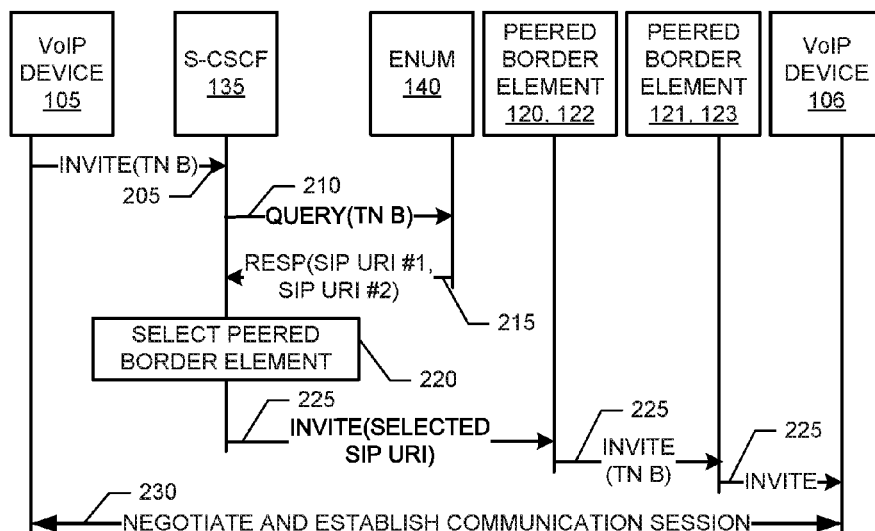 VoIP
DEVICE
105
S-CSCF
135
ENUM
140
PEERED
BORDER
ELEMENT
120, 122
PEERED
BORDER
ELEMENT
121, 123
VoIP
DEVICE
106
INVITE(TN B)
205
210
QUERY(TN B)
RESP(SIP URI #1,
SIP URI #2)
215
SELECT PEERED
BORDER ELEMENT
220
225
INVITE(SELECTED
SIP URI)
225
INVITE
(TN B)
225
INVITE
230
NEGOTIATE AND ESTABLISH COMMUNICATION SESSION